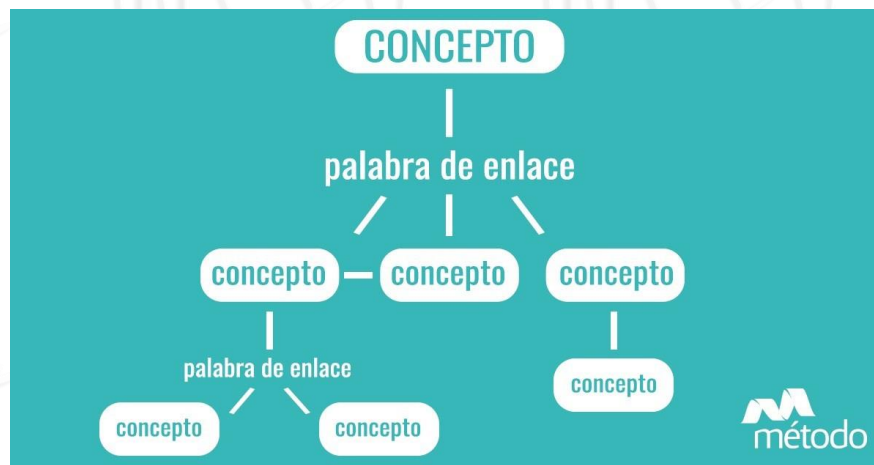 CONCEPTO
palabra de enlace
concepto concepto concepto
palabra de enlace
concepto
concepto concepto
método